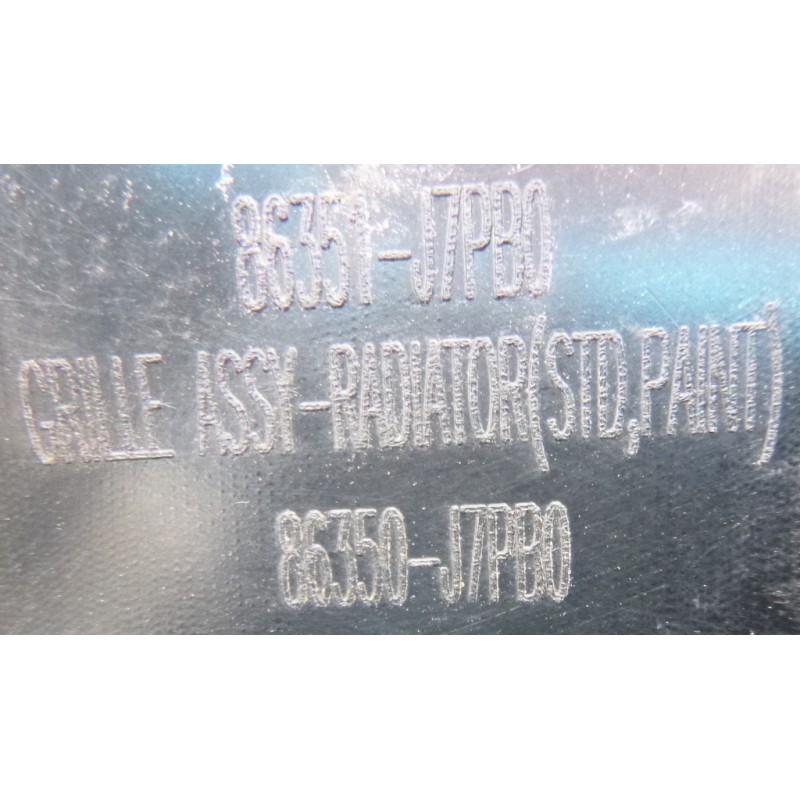 86351-J7PB0
GRILLE ASSY-RADIATOR(STD,PAINT)
86350-J7PB0